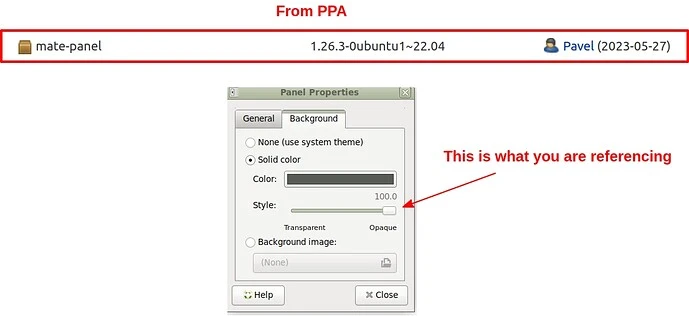 From PPA
mate-panel 1.26.3-0ubuntu1~22.04 Pavel (2023-05-27)
Panel Properties
General Background
None (use system theme)
Solid color
This is what you are referencing
Color:
100.0
Style:
Transparent Opaque
Background image:
(None)
Help Close